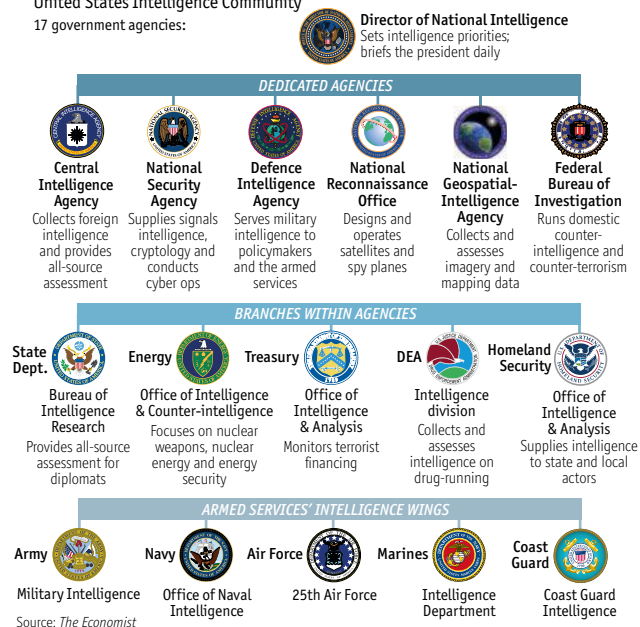 United States Intelligence Community
17 government agencies:
Director of National Intelligence
Sets intelligence priorities;
briefs the president daily
DEDICATED AGENCIES
Central
Intelligence
Agency
Collects foreign
intelligence
and provides
all-source
assessment
National
Security
Agency
Supplies signals
intelligence,
cryptology and
conducts
cyber ops
Defence
Intelligence
Agency
Serves military
intelligence to
policymakers
and the armed
services
National
Reconnaissance
Office
Designs and
operates
satellites and
spy planes
National
Geospatial-
Intelligence
Agency
Collects and
assesses
imagery and
mapping data
Federal
Bureau of
Investigation
Runs domestic
counter-
intelligence and
counter-terrorism
BRANCHES WITHIN AGENCIES
State
Dept.
Bureau of
Intelligence
Research
Provides all-source
assessment for
diplomats
Energy
Office of Intelligence
& Counter-intelligence
Focuses on nuclear
weapons, nuclear
energy and energy
security
Treasury
1789
Office of
Intelligence
& Analysis
Monitors terrorist
financing
DEA
Intelligence
division
Collects and
assesses
intelligence on
drug-running
Homeland
Security
Office of
Intelligence
& Analysis
Supplies intelligence
to state and local
actors
ARMED SERVICES' INTELLIGENCE WINGS
Army
Military Intelligence
Navy
Office of Naval
Intelligence
Air Force
25th Air Force
Marines
Intelligence
Department
Coast
Guard
Coast Guard
Intelligence
Source: The Economist